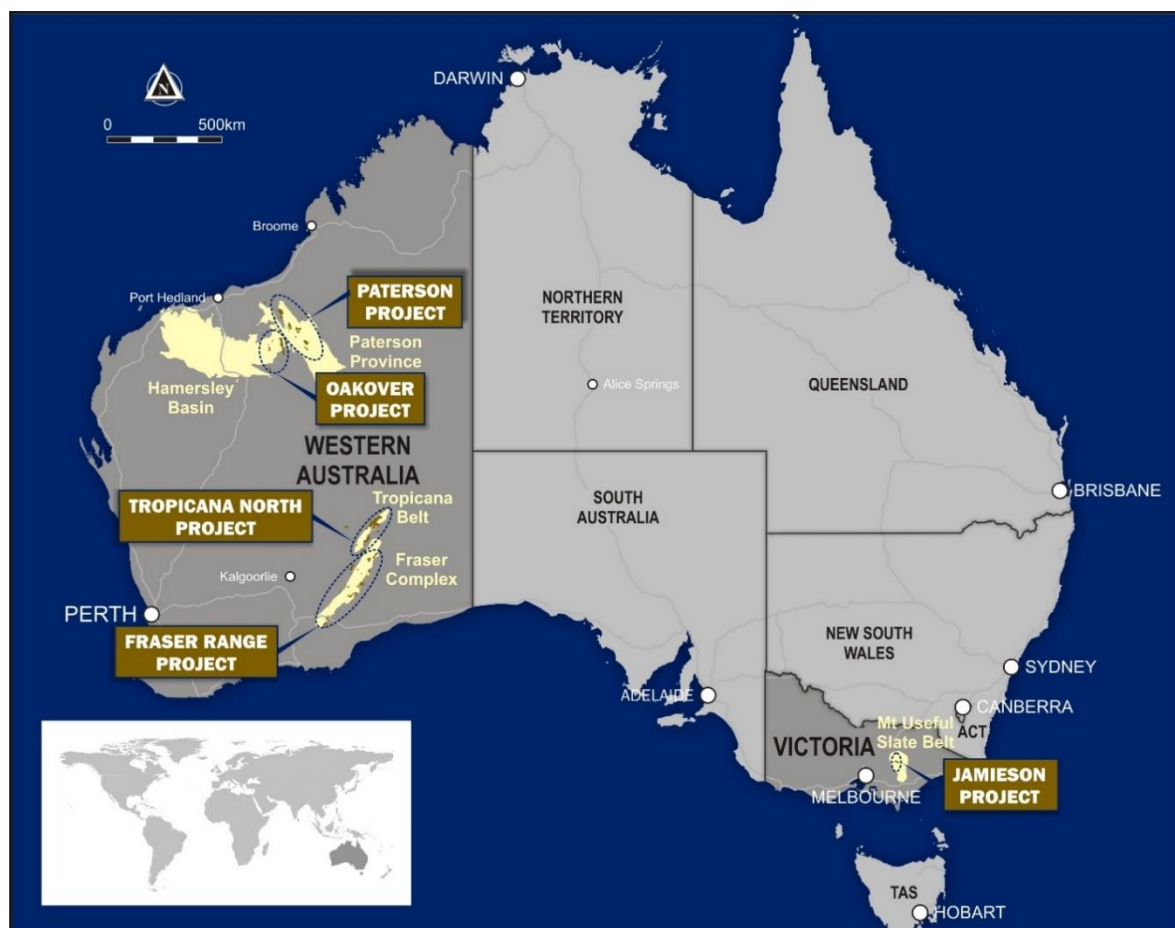 DARWIN
N
0 500km
Broome
Port Hedland
PATERSON
PROJECT
Paterson
Province
Hamersley
Basin
OAKOVER
PROJECT
NORTHERN
TERRITORY
Alice Springs
QUEENSLAND
WESTERN
AUSTRALIA
Tropicana
Belt
TROPICANA NORTH
PROJECT
SOUTH
AUSTRALIA
BRISBANE
Fraser
Complex
Kalgoorlie
PERTH
FRASER RANGE
PROJECT
NEW SOUTH
WALES
SYDNEY
ADELAIDE
CANBERRA
ACT
Mt Useful
Slate Belt
VICTORIA
JAMIESON
PROJECT
MELBOURNE
TAS
HOBART